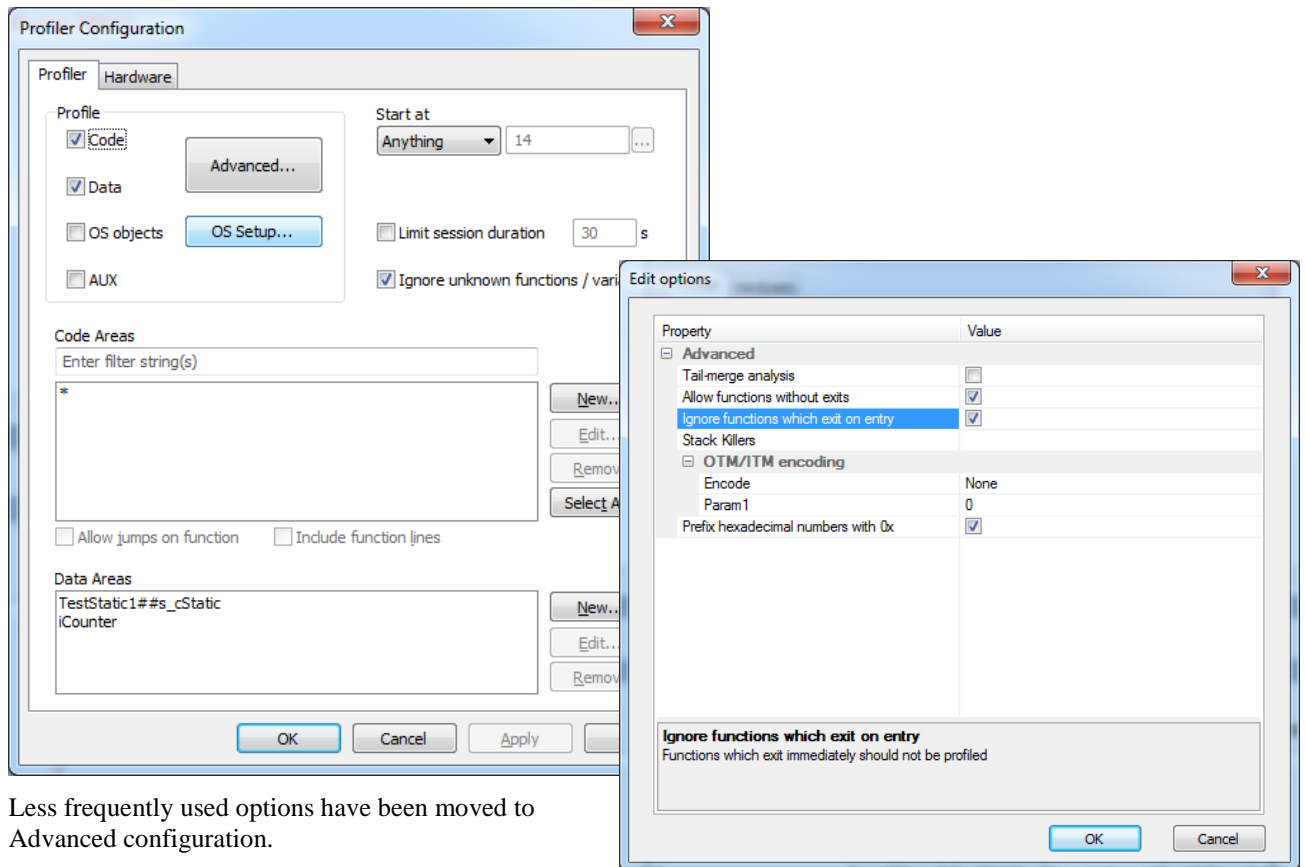 Profiler Configuration
Profiler Hardware
Profile
Code
Advanced...
Data
OS objects
OS Setup...
AUX
Start at
Anything
14
...
Limit session duration 30 s
Ignore unknown functions / vari
Code Areas
Enter filter string(s)
*
New..
Edit..
Remov
Select A
Allow jumps on function Include function lines
Data Areas
TestStatic1##s_cStatic
iCounter
New..
Edit..
Remov
OK Cancel Apply
Less frequently used options have been moved to
Advanced configuration.
Edit options
Property Value
Advanced
Tail-merge analysis
Allow functions without exits
Ignore functions which exit on entry
Stack Killers
OTM/ITM encoding
Encode None
Param1 0
Prefix hexadecimal numbers with 0x
Ignore functions which exit on entry
Functions which exit immediately should not be profiled
OK Cancel